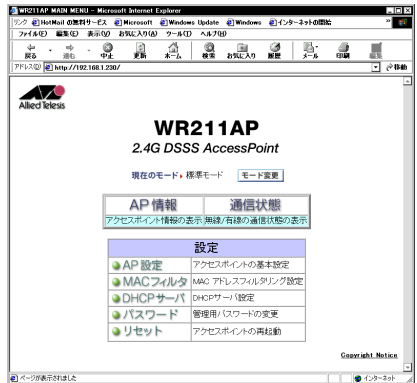 WR211AP MAIN MENU - Microsoft Internet Explorer
リンク HotMail の無料サービス Microsoft Windows Update Windows インターネットの開始 »
ファイル(F) 編集(E) 表示(V) お気に入り(A) ツール(T) ヘルプ(H)
戻る 進む 中止 更新 ホーム 検索 お気に入り 履歴 メール 印刷 編集
アドレス(D) http://192.168.1.230/ 移動
Allied Telesis
WR211AP
2.4G DSSS AccessPoint
現在のモード 標準モード モード変更
AP 情報 通信状態
アクセスポイント情報の表示 無線/有線の通信状態の表示
設定
AP 設定 アクセスポイントの基本設定
MACフィルタ MAC アドレスフィルタリング設定
DHCPサーバ DHCPサーバ設定
パスワード 管理用パスワードの変更
リセット アクセスポイントの再起動
Copyright Notice
ページが表示されました インターネット